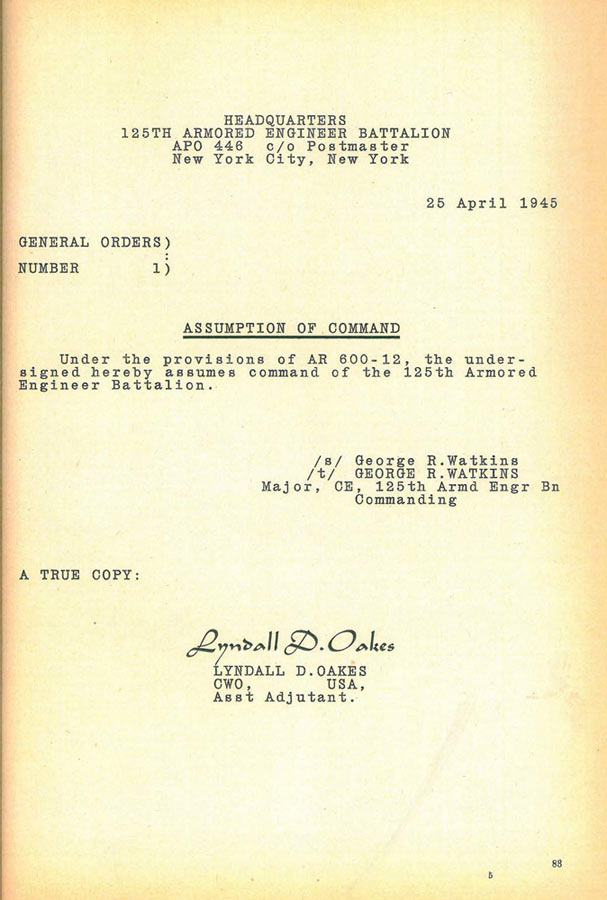 HEADQUARTERS
125TH ARMORED ENGINEER BATTALION
APO 446 c/o Postmaster
New York City, New York
25 April 1945
GENERAL ORDERS)
:
NUMBER 1)
ASSUMPTION OF COMMAND
Under the provisions of AR 600-12, the under-
signed hereby assumes command of the 125th Armored
Engineer Battalion.
/s/ George R.Watkins
/t/ GEORGE R.WATKINS
Major, CE, 125th Armd Engr Bn
Commanding
A TRUE COPY:
Lyndall D. Oakes
LYNDALL D.OAKES
CWO, USA,
Asst Adjutant.
83
5